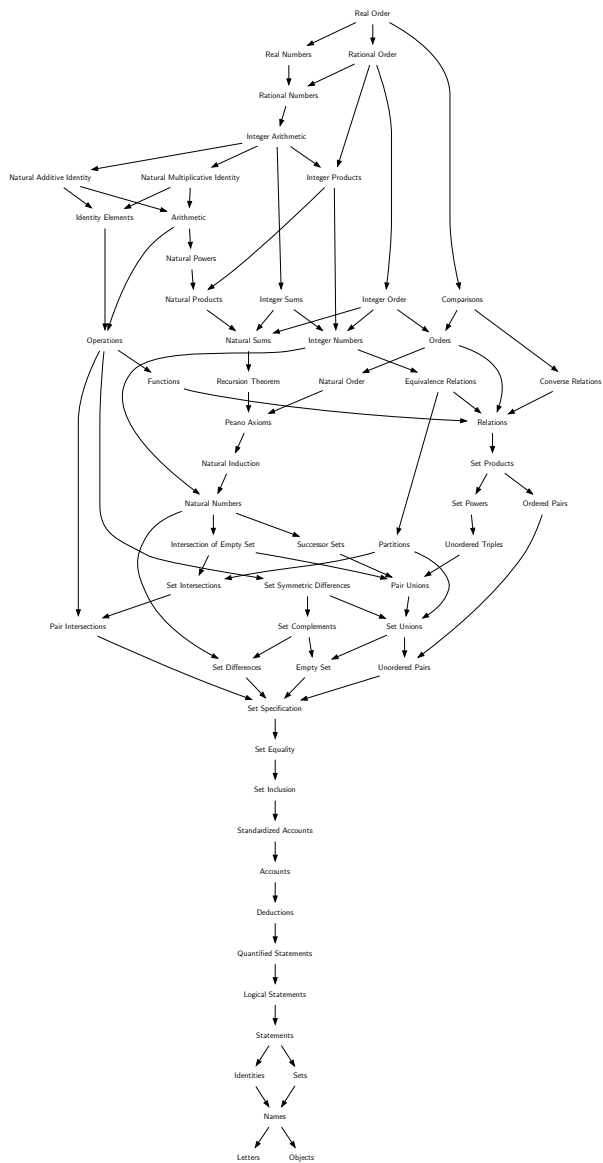 Real Order
Real Numbers
Rational Order
Rational Numbers
Integer Arithmetic
Natural Additive Identity
Natural Multiplicative Identity
Integer Products
Identity Elements
Arithmetic
Natural Powers
Natural Products
Integer Sums
Integer Order
Comparisons
Operations
Natural Sums
Integer Numbers
Orders
Functions
Recursion Theorem
Natural Order
Equivalence Relations
Converse Relations
Peano Axioms
Relations
Natural Induction
Set Products
Natural Numbers
Set Powers
Ordered Pairs
Intersection of Empty Set
Successor Sets
Partitions
Unordered Triples
Set Intersections
Set Symmetric Differences
Pair Unions
Pair Intersections
Set Complements
Set Unions
Set Differences
Empty Set
Unordered Pairs
Set Specification
Set Equality
Set Inclusion
Standardized Accounts
Accounts
Deductions
Quantified Statements
Logical Statements
Statements
Identities
Sets
Names
Letters
Objects